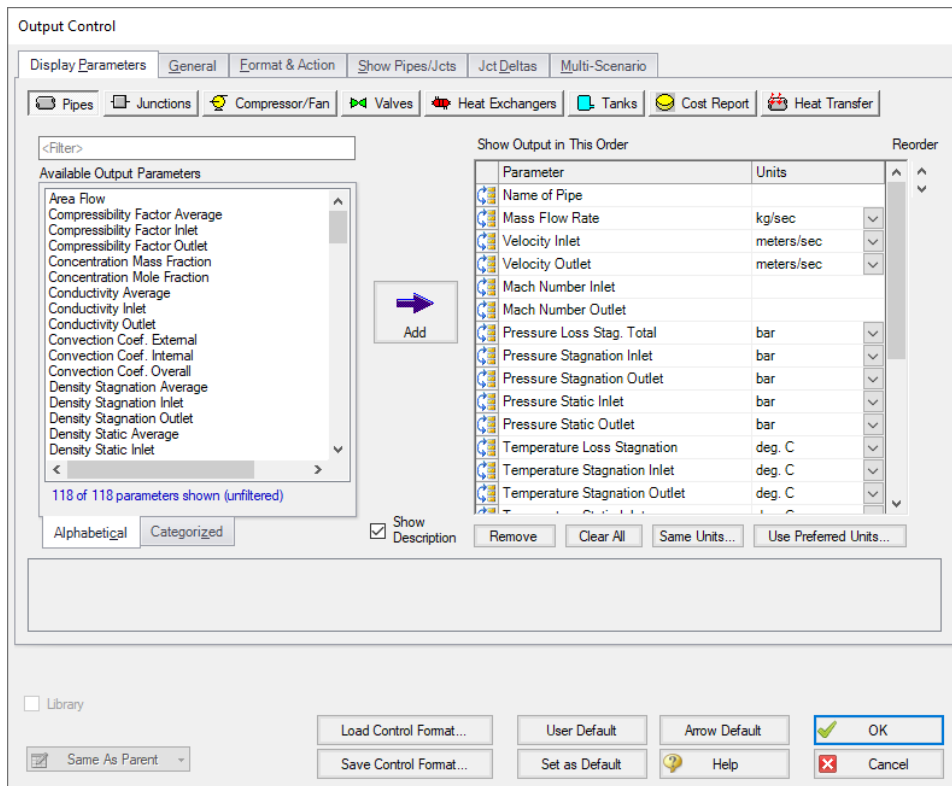 Output Control
Display Parameters General Format & Action Show Pipes/Jcts Jct Deltas Multi-Scenario
Pipes Junctions Compressor/Fan Valves Heat Exchangers Tanks Cost Report Heat Transfer
<Filter>
Available Output Parameters
Area Flow
Compressibility Factor Average
Compressibility Factor Inlet
Compressibility Factor Outlet
Concentration Mass Fraction
Concentration Mole Fraction
Conductivity Average
Conductivity Inlet
Conductivity Outlet
Convection Coef. External
Convection Coef. Internal
Convection Coef. Overall
Density Stagnation Average
Density Stagnation Inlet
Density Stagnation Outlet
Density Static Average
Density Static Inlet
118 of 118 parameters shown (unfiltered)
Alphabetical Categorized
Add
Show
Description
Show Output in This Order Reorder
Parameter Units
Name of Pipe
Mass Flow Rate kg/sec
Velocity Inlet meters/sec
Velocity Outlet meters/sec
Mach Number Inlet
Mach Number Outlet
Pressure Loss Stag. Total bar
Pressure Stagnation Inlet bar
Pressure Stagnation Outlet bar
Pressure Static Inlet bar
Pressure Static Outlet bar
Temperature Loss Stagnation deg. C
Temperature Stagnation Inlet deg. C
Temperature Stagnation Outlet deg. C
Remove Clear All Same Units... Use Preferred Units...
Library
Same As Parent
Load Control Format... User Default Arrow Default OK
Save Control Format... Set as Default Help Cancel